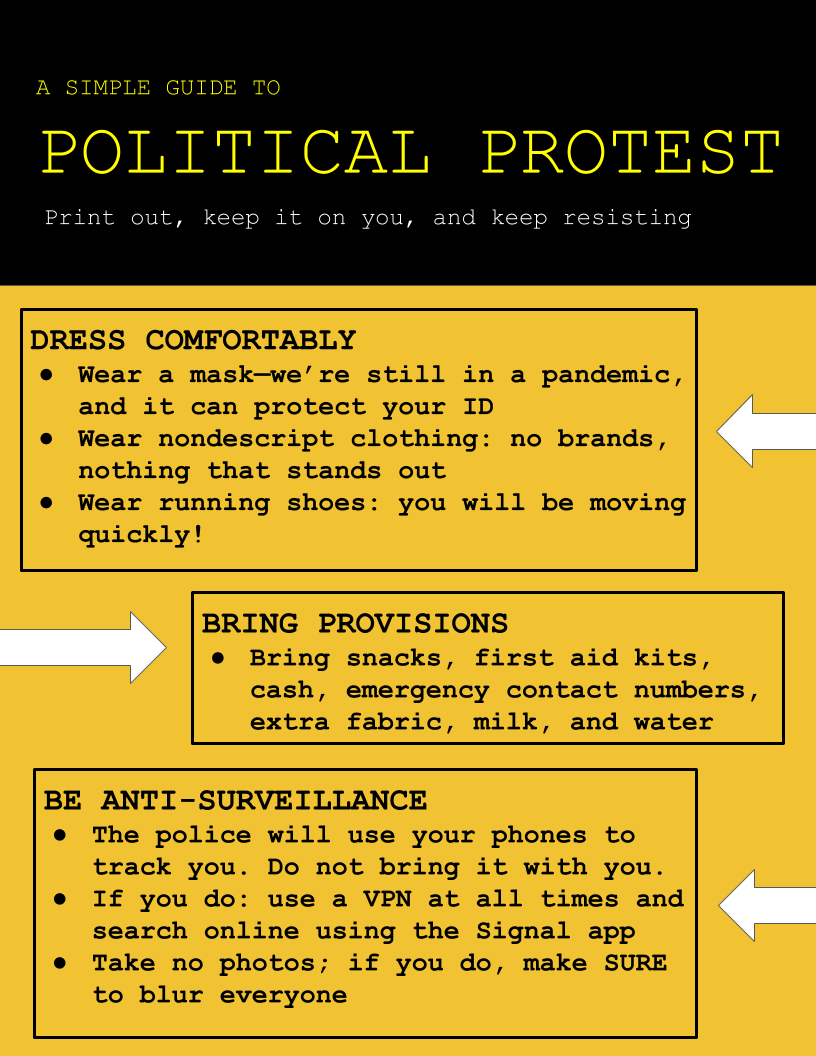 A SIMPLE GUIDE TO
POLITICAL PROTEST
Print out, keep it on you, and keep resisting
DRESS COMFORTABLY
● Wear a mask—we’re still in a pandemic,
and it can protect your ID
● Wear nondescript clothing: no brands,
nothing that stands out
● Wear running shoes: you will be moving
quickly!
BRING PROVISIONS
● Bring snacks, first aid kits,
cash, emergency contact numbers,
extra fabric, milk, and water
BE ANTI-SURVEILLANCE
● The police will use your phones to
track you. Do not bring it with you.
● If you do: use a VPN at all times and
search online using the Signal app
● Take no photos; if you do, make SURE
to blur everyone